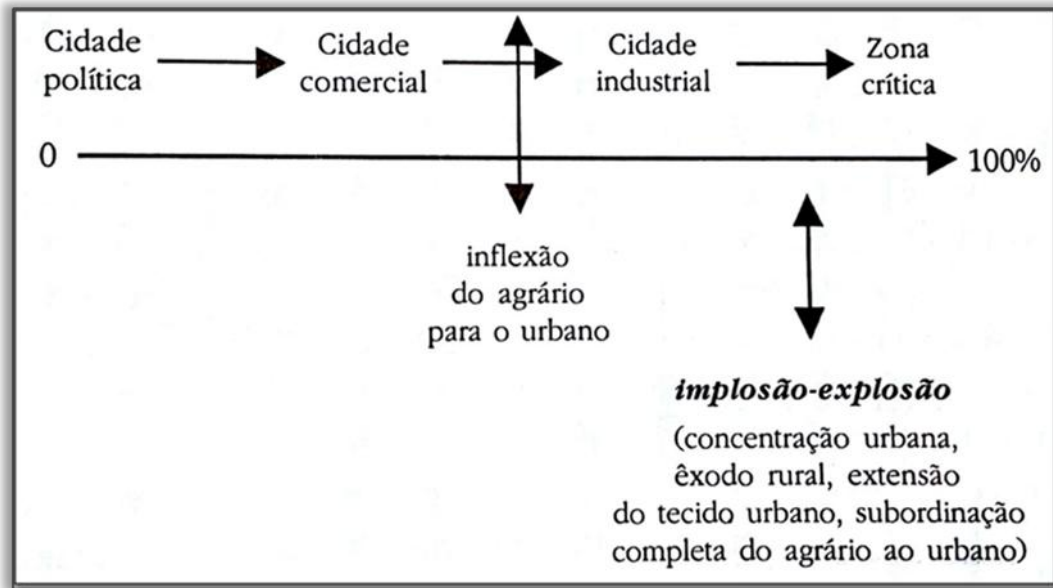 Cidade
política
Cidade
comercial
Cidade
industrial
Zona
crítica
0
100%
inflexão
do agrário
para o urbano
implosão-explosão
(concentração urbana,
êxodo rural, extensão
do tecido urbano, subordinação
completa do agrário ao urbano)